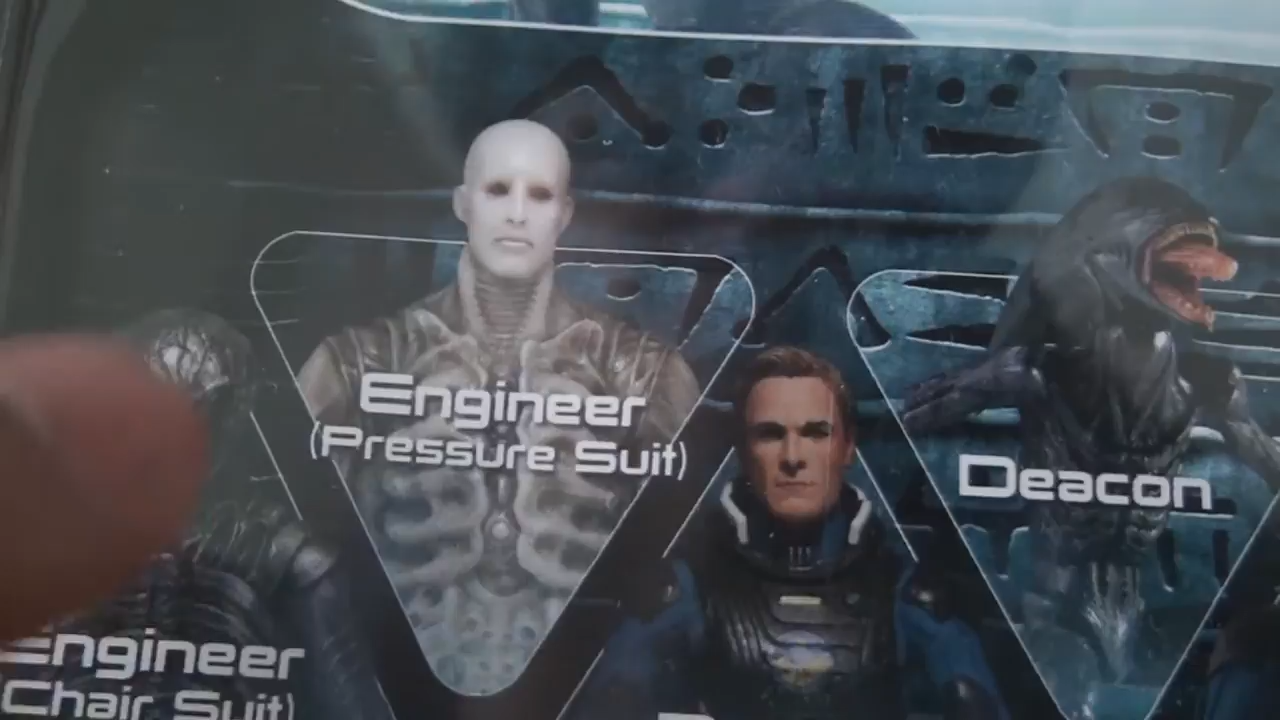 Engineer
(Pressure Suit)
Deacon
Engineer
(Chair Suit)